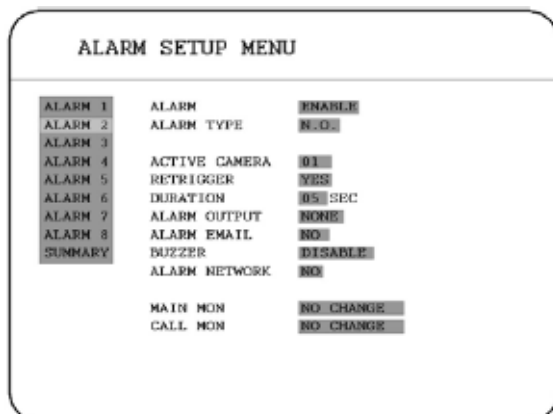 ALARM SETUP MENU
ALARM 1 ALARM ENABLE
ALARM 2 ALARM TYPE N.O.
ALARM 3
ALARM 4 ACTIVE CAMERA 01
ALARM 5 RETRIGGER YES
ALARM 6 DURATION 05 SEC
ALARM 7 ALARM OUTPUT NONE
ALARM 8 ALARM EMAIL NO
SUMMARY BUZZER DISABLE
ALARM NETWORK NO
MAIN MON NO CHANGE
CALL MON NO CHANGE